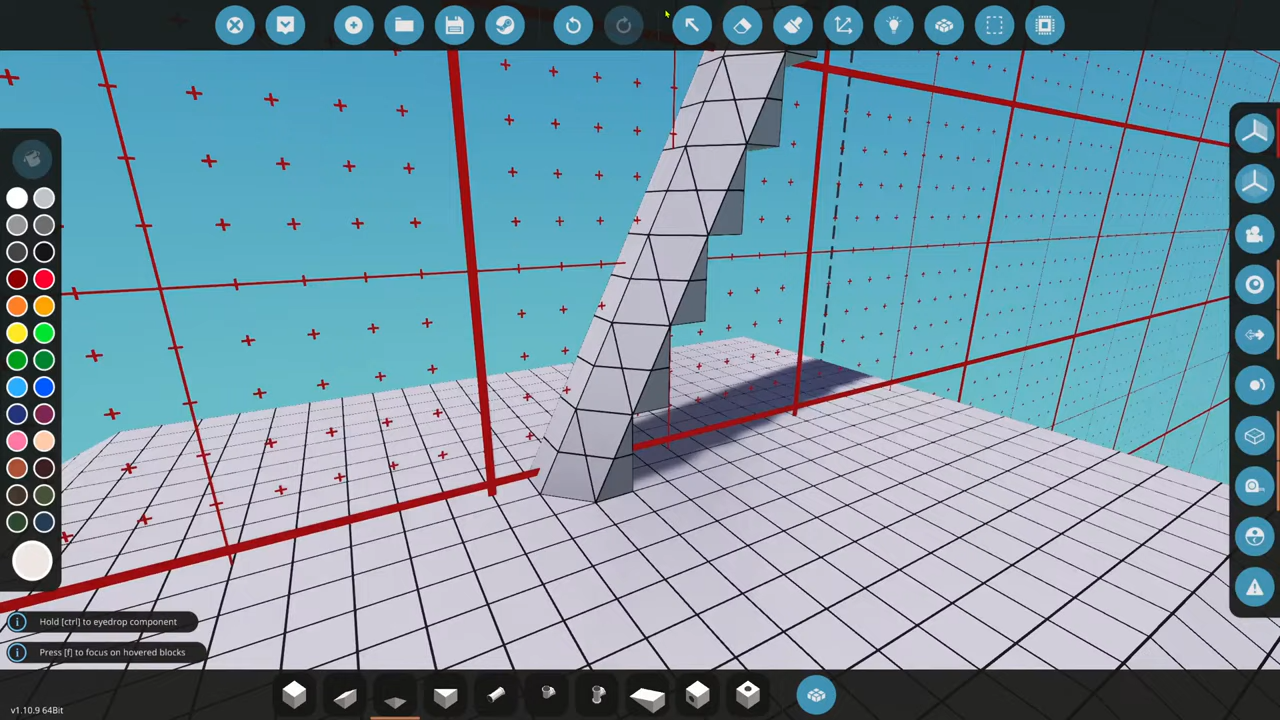 Hold [ctrl] to eyedrop component
Press [f] to focus on hovered blocks
v1.10.9 64Bit